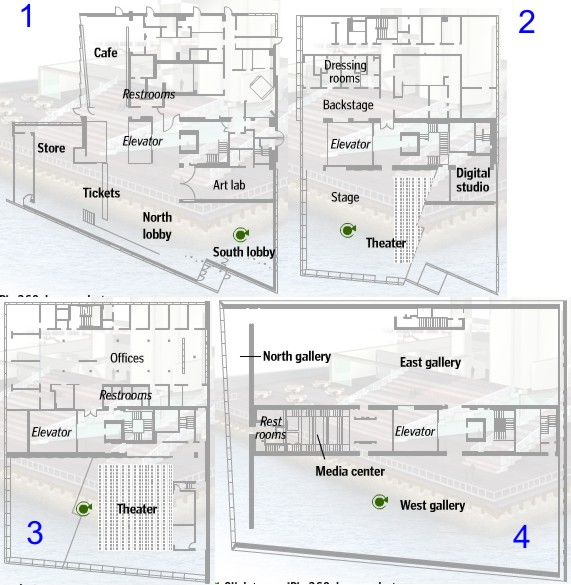 1
Cafe
Restrooms
Elevator
Store
Art lab
Tickets
North
lobby
South lobby
2
Dressing
rooms
Backstage
Elevator
Digital
studio
Stage
Theater
Offices
Restrooms
Elevator
Theater
3
North gallery
East gallery
Rest
rooms
Elevator
Media center
West gallery
4